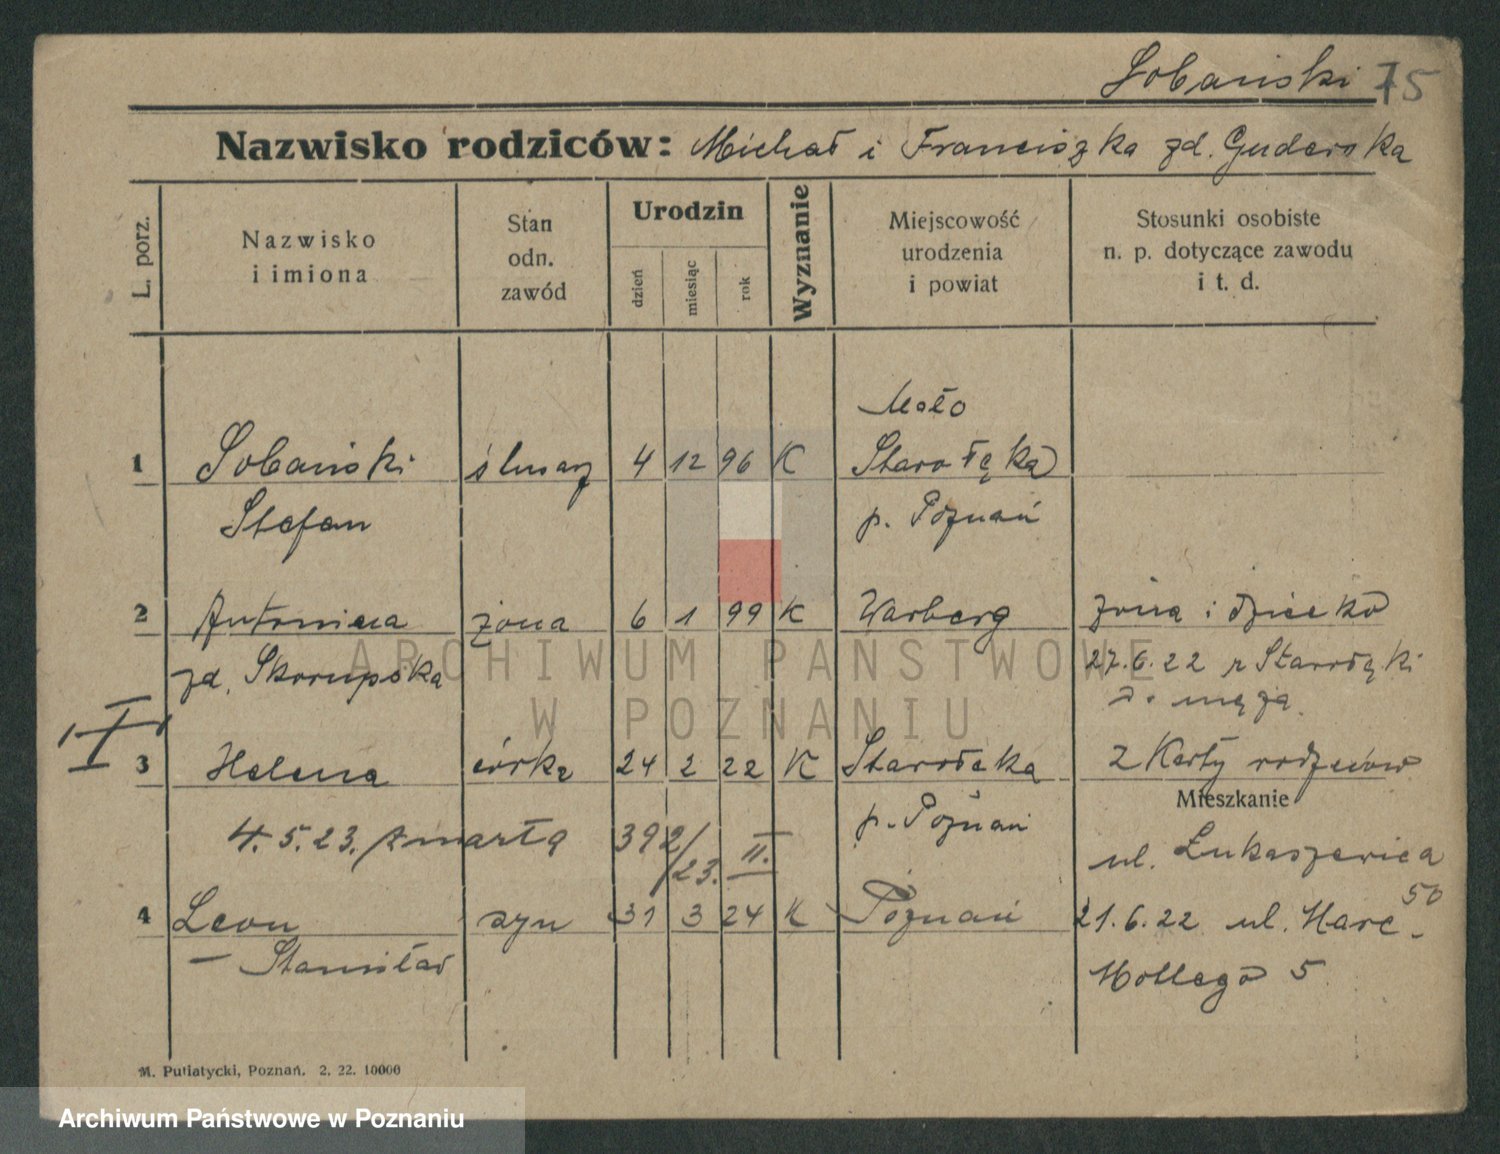 Sobański 75
Nazwisko rodziców: Michał i Franciszka zd. Guderska
L. porz.
Nazwisko
i imiona
Stan
odn.
zawód
Urodzin
dzień
miesiąc
rok
Wyznanie
Miejscowość
urodzenia
i powiat
Stosunki osobiste
n. p. dotyczące zawodu
i t. d.
Mało
1 Sobański ślusarz 4 12 96 K Starołęka
Stefan p. Poznań
2 Antonina żona 6 1 99 K Warberg żona i dziecko
zd. Skorupska 27.6.22 z Starołęki
do męża.
I
3 Helena córka 24 2 22 K Starołęka z Karty rodziców
Mieszkanie
4.5.23. zmarła 392/23. II. p. Poznań ul. Łukaszewicza
50
4 Leon syn 31 3 24 K Poznań 21.6.22 ul. Marc.
– Stanisław Mottego 5
M. Putiatycki, Poznań. 2. 22. 10000
ARCHIWUM PAŃSTWOWE
W POZNANIU
Archiwum Państwowe w Poznaniu